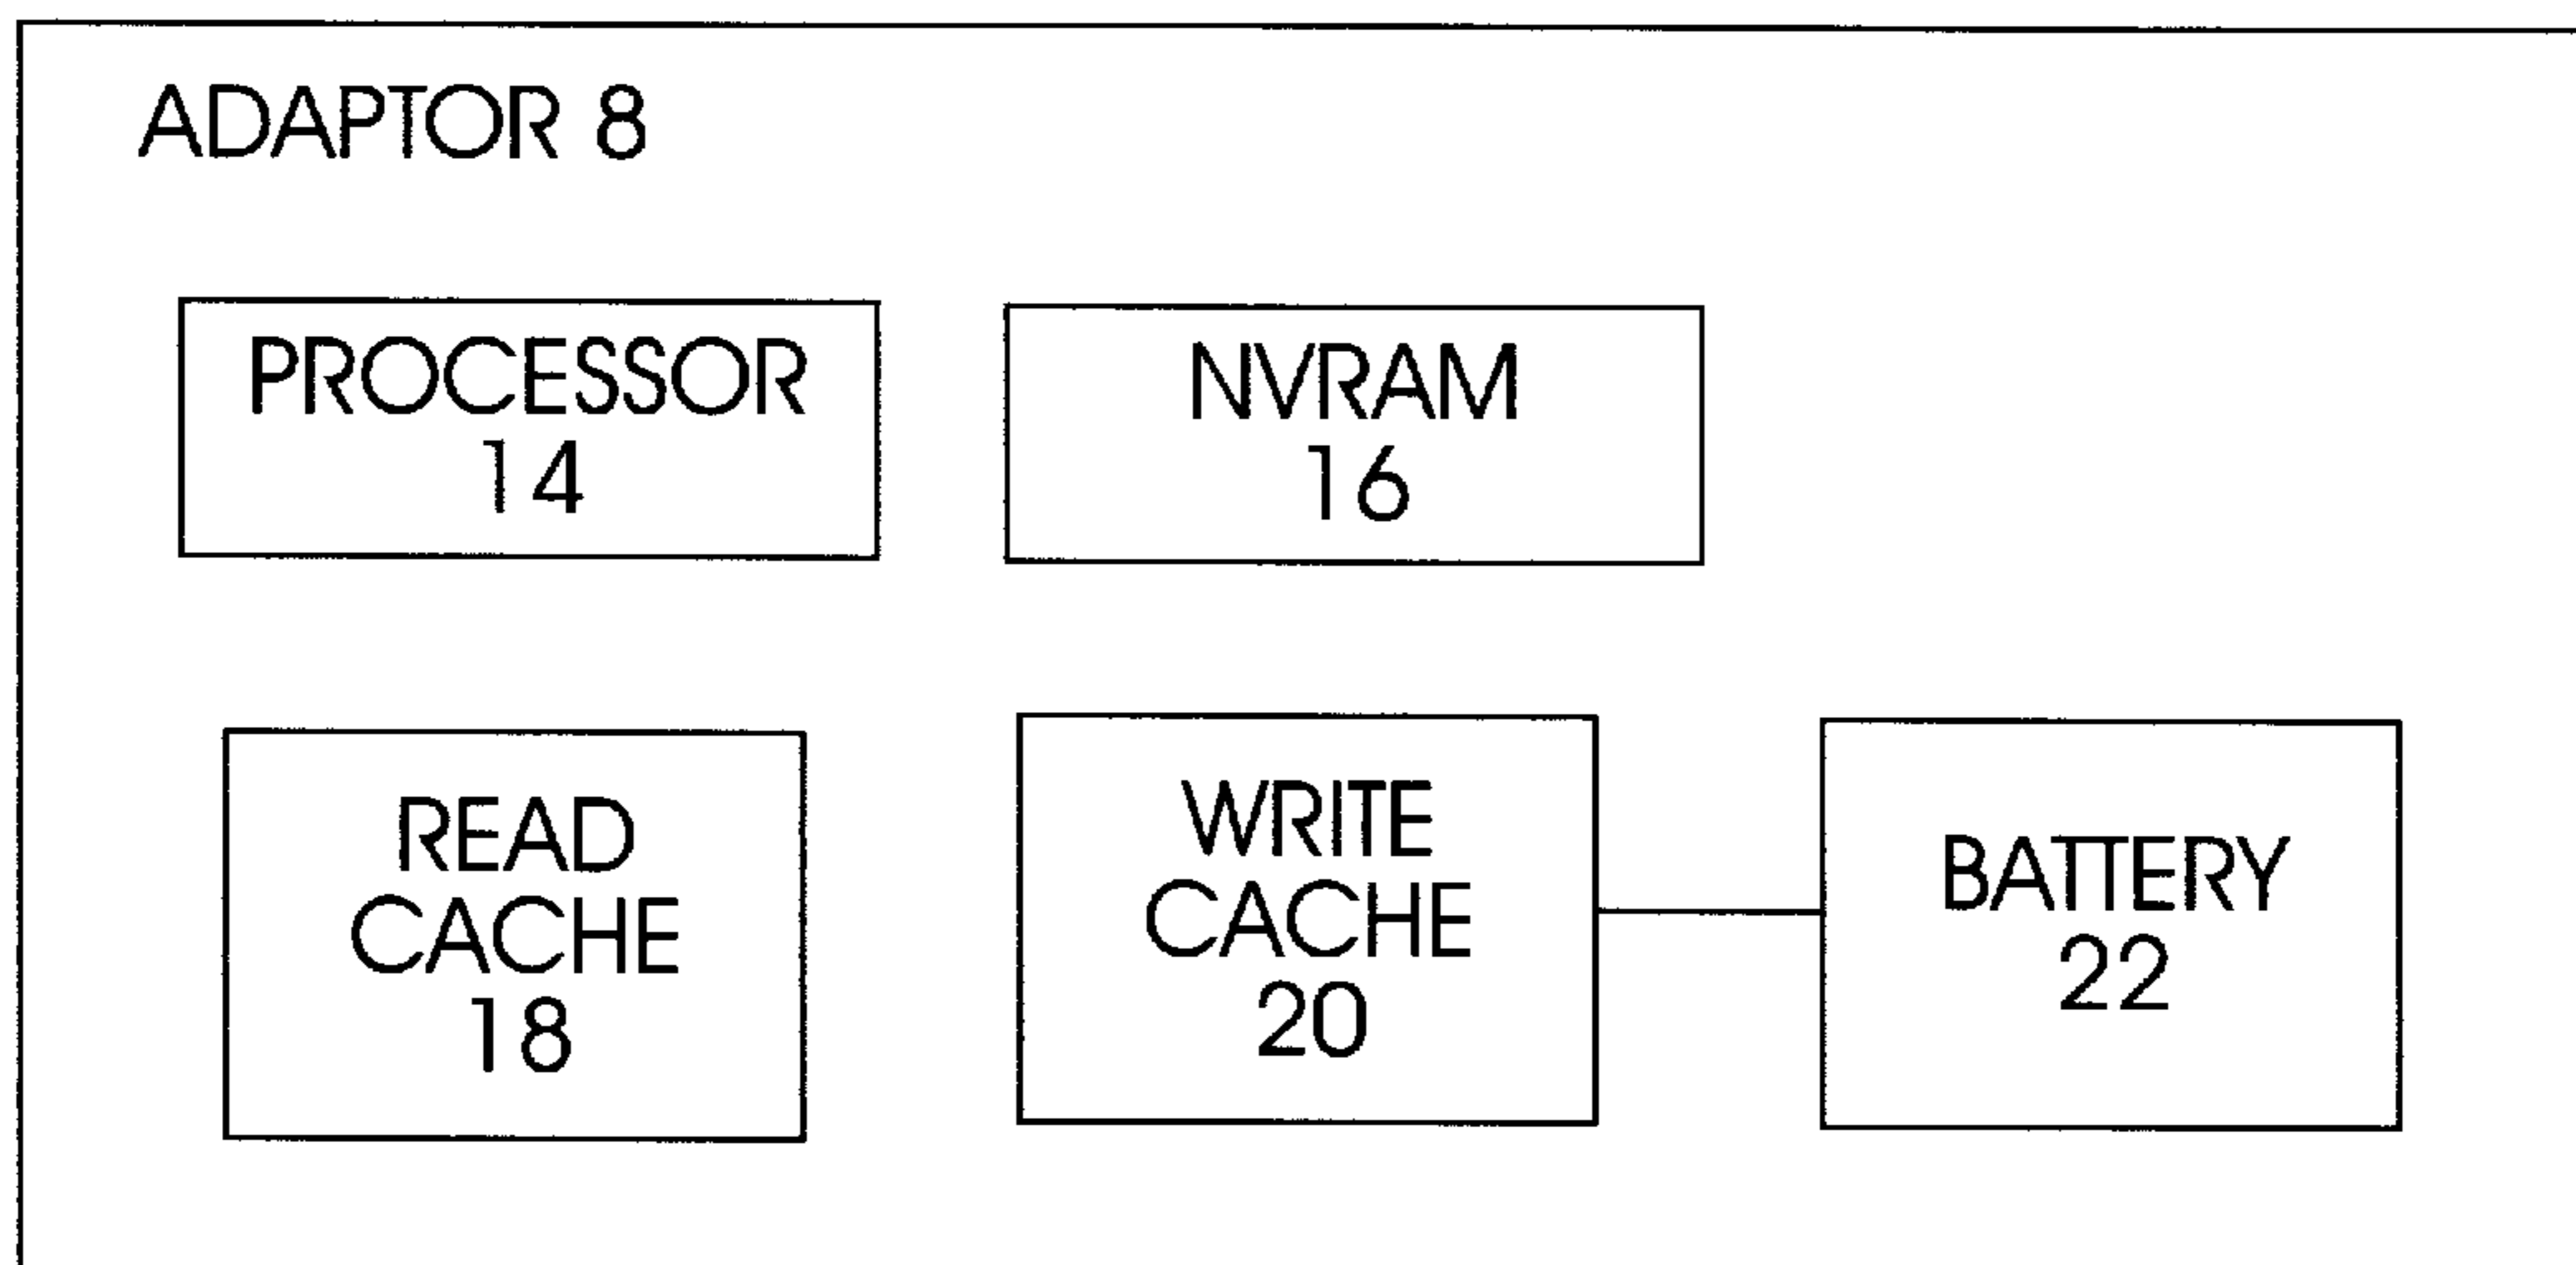 ADAPTOR 8
PROCESSOR
14
NVRAM
16
READ
CACHE
18
WRITE
CACHE
20
BATTERY
22